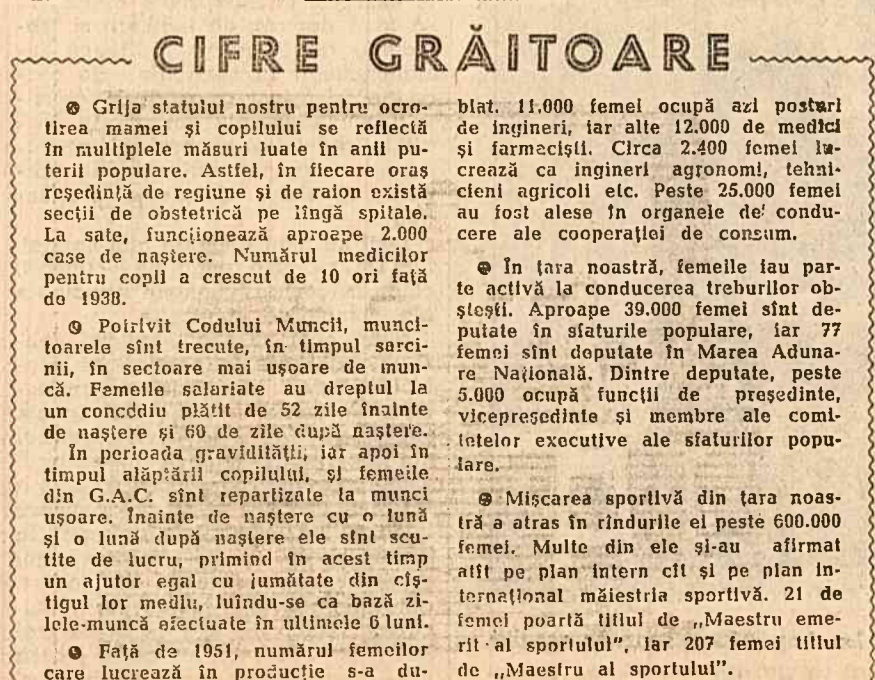 CIFRE GRĂITOARE
Grija statului nostru pentru ocro-
tirea mamei și copilului se reflectă
în multiplele măsuri luate în anii pu-
terii populare. Astfel, în fiecare oraș
reședință de regiune și de raion există
secții de obstetrică pe lîngă spitale.
La sate, funcționează aproape 2.000
case de naștere. Numărul medicilor
pentru copii a crescut de 10 ori față
de 1938.
Potrivit Codului Muncii, munci-
toarele sînt trecute, în timpul sarci-
nii, în sectoare mai ușoare de mun-
că. Femeile salariate au dreptul la
un concediu plătit de 52 zile înainte
de naștere și 60 de zile după naștere.
În perioada gravidității, iar apoi în
timpul alăptării copilului, și femeile
din G.A.C. sînt repartizate la munci
ușoare. Înainte de naștere cu o lună
și o lună după naștere ele sînt scu-
tite de lucru, primind în acest timp
un ajutor egal cu jumătate din cîș-
tigul lor mediu, luîndu-se ca bază zi-
lele-muncă efectuate în ultimele 6 luni.
Față de 1951, numărul femeilor
care lucrează în producție s-a du-
blat. 11.000 femei ocupă azi posturi
de ingineri, iar alte 12.000 de medici
și farmaciști. Circa 2.400 femei lu-
crează ca ingineri agronomi, tehni-
cieni agricoli etc. Peste 25.000 femei
au fost alese în organele de condu-
cere ale cooperației de consum.
În țara noastră, femeile iau par-
te activă la conducerea treburilor ob-
ștești. Aproape 39.000 femei sînt de-
putate în sfaturile populare, iar 77
femei sînt deputate în Marea Aduna-
re Națională. Dintre deputate, peste
5.000 ocupă funcții de președinte,
vicepreședinte și membre ale comi-
tetelor executive ale sfaturilor popu-
lare.
Mișcarea sportivă din țara noas-
tră a atras în rîndurile ei peste 600.000
femei. Multe din ele și-au afirmat
atît pe plan intern cît și pe plan in-
ternațional măiestria sportivă. 21 de
femei poartă titlul de „Maestru eme-
rit al sportului", iar 207 femei titlul
de „Maestru al sportului".